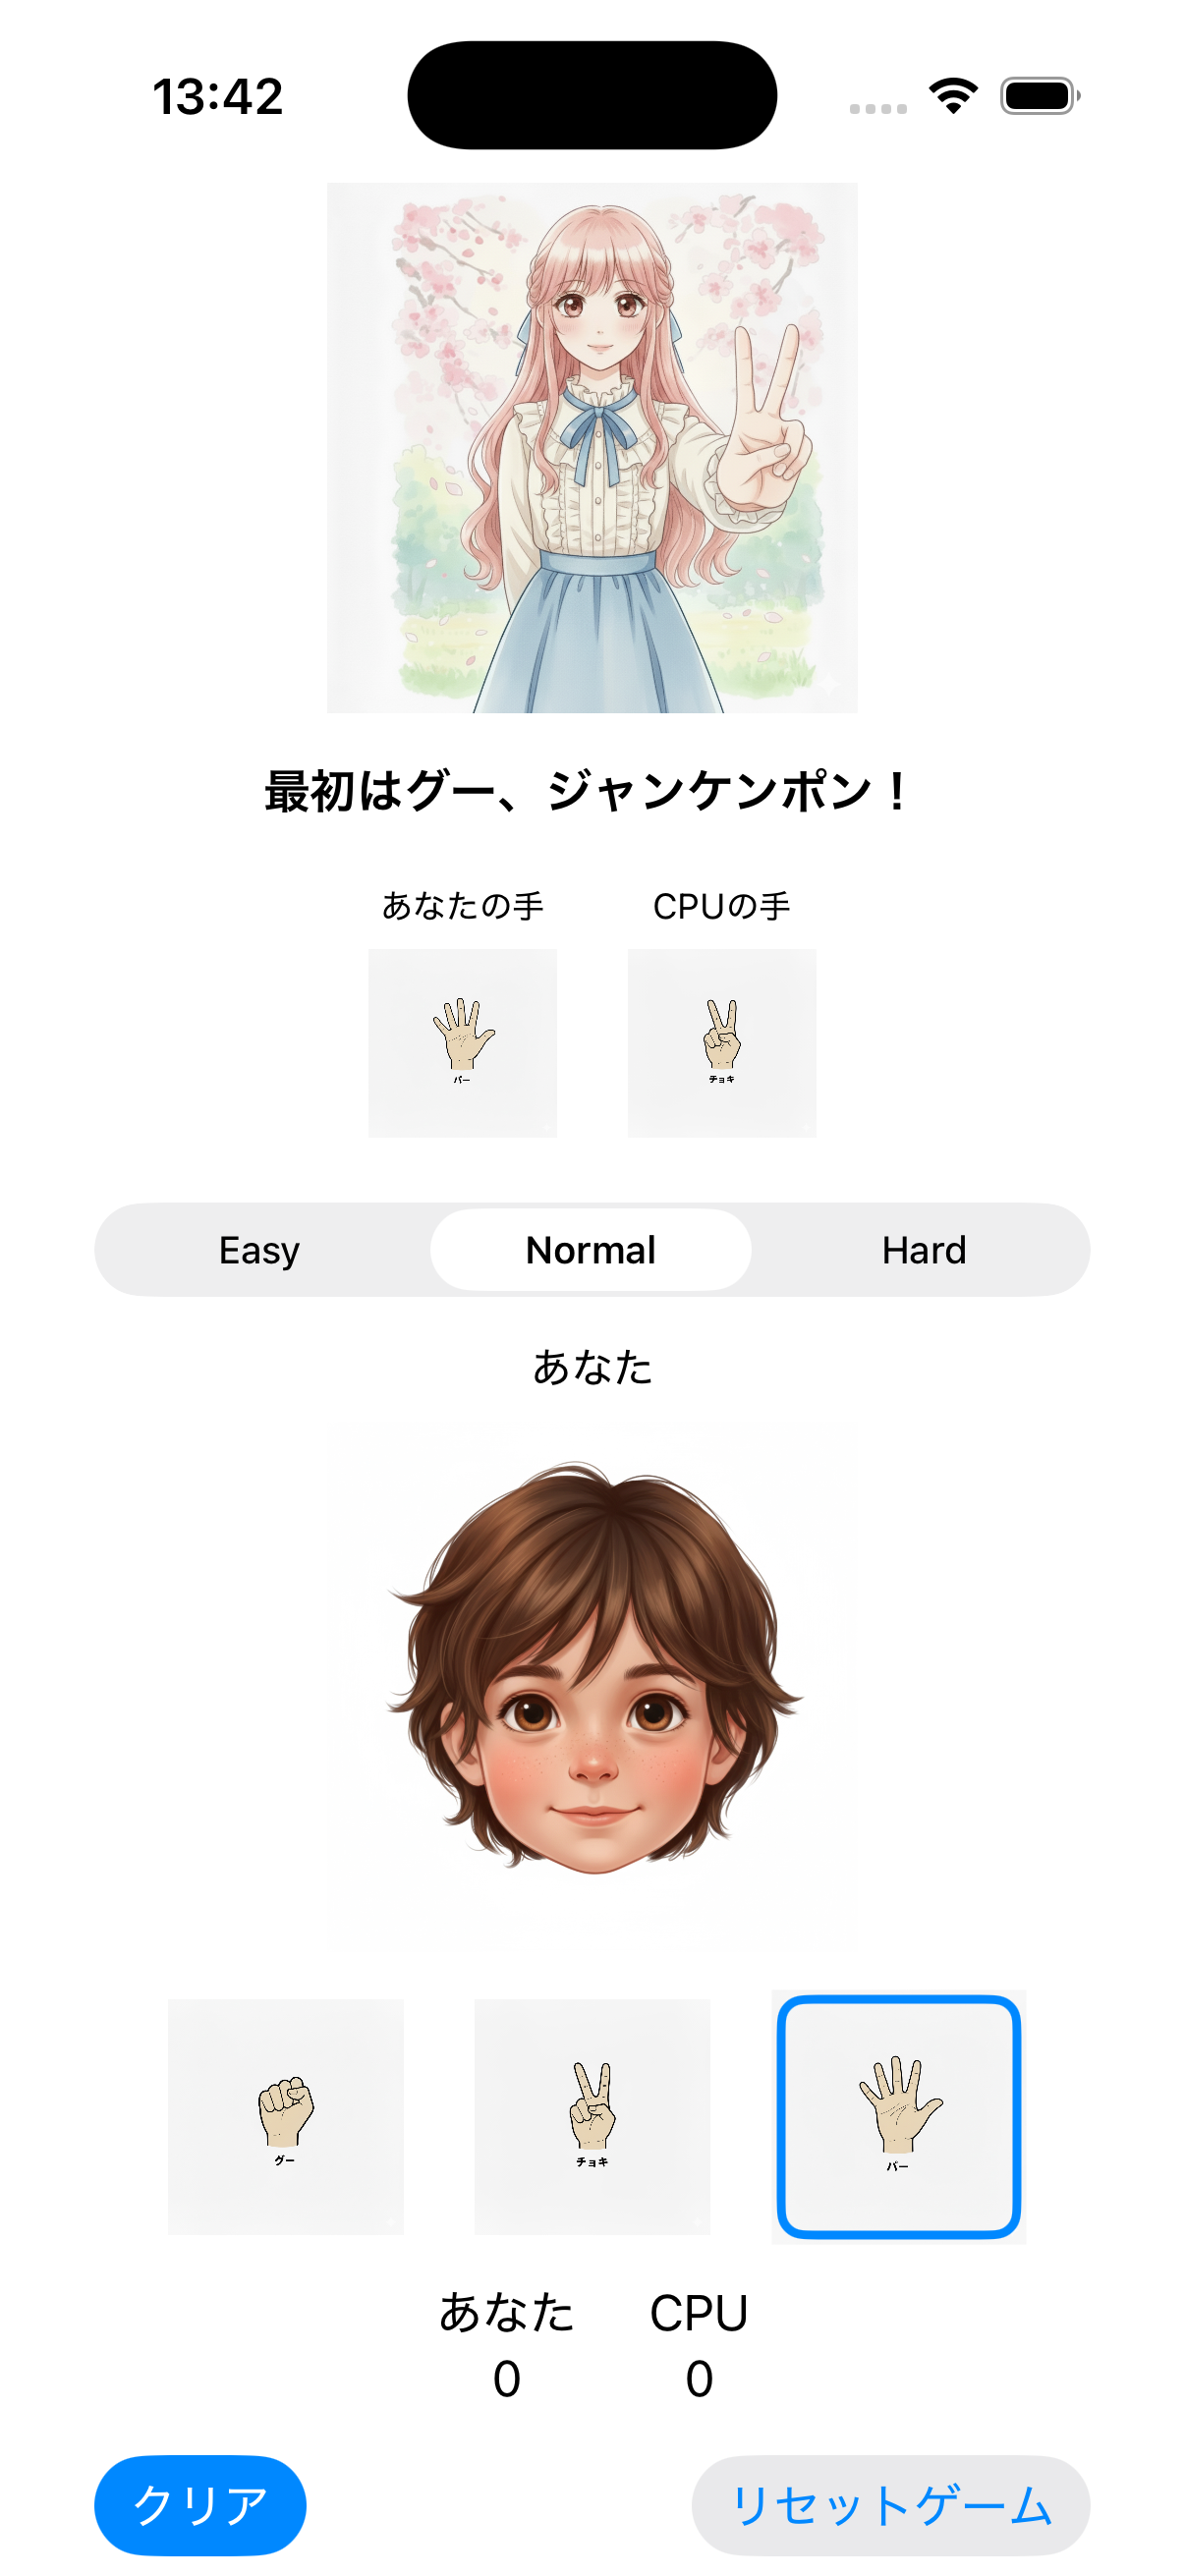 13:42
最初はグー、ジャンケンポン！
あなたの手 CPUの手
パー チョキ
Easy Normal Hard
あなた
グー チョキ パー
あなた CPU
0 0
クリア リセットゲーム